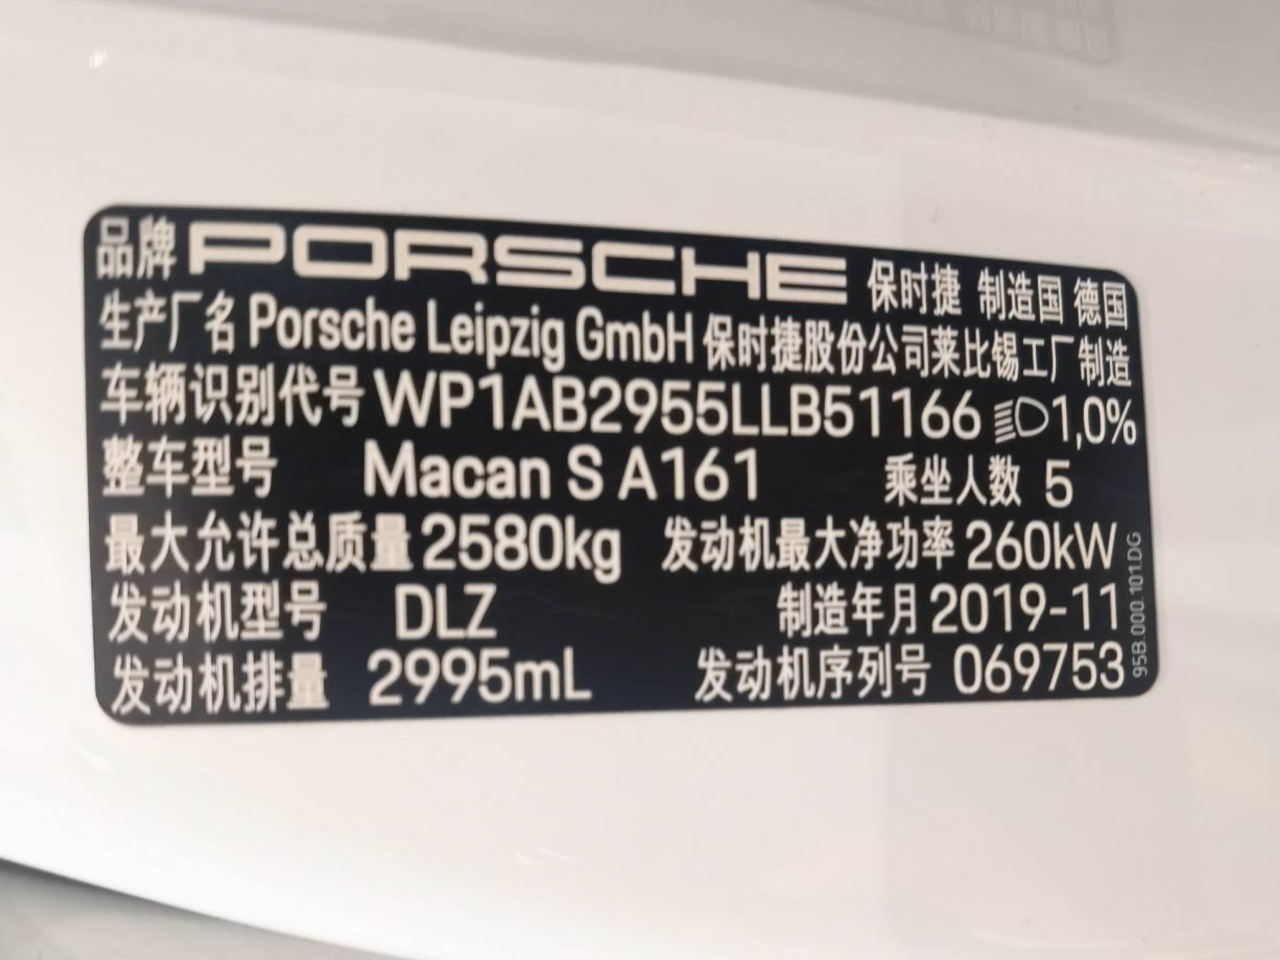 品牌 PORSCHE 保时捷 制造国 德国
生产厂名 Porsche Leipzig GmbH 保时捷股份公司莱比锡工厂制造
车辆识别代号 WP1AB2955LLB51166 1,0%
整车型号 Macan S A161 乘坐人数 5
最大允许总质量 2580kg 发动机最大净功率 260kW
发动机型号 DLZ 制造年月 2019-11
发动机排量 2995mL 发动机序列号 069753
95B.000.101.DG